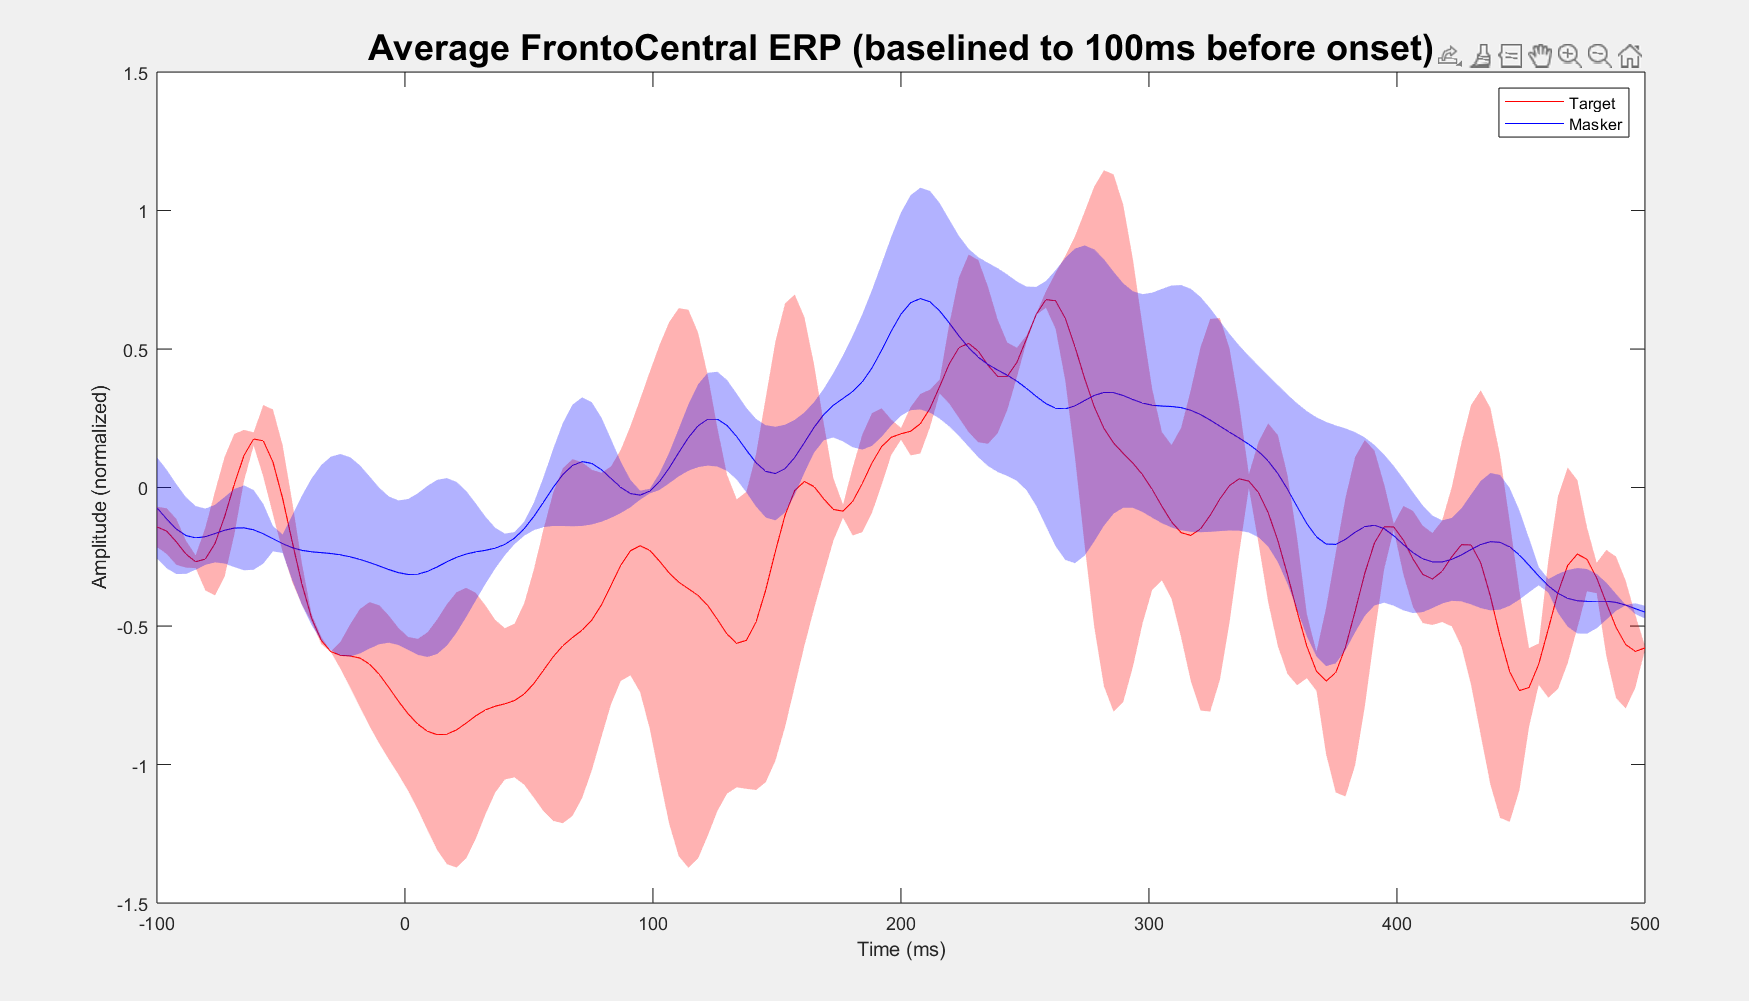 Average FrontoCentral ERP (baselined to 100ms before onset)
Target
Masker
Amplitude (normalized)
1.5
1
0.5
0
-0.5
-1
-1.5
-100
0
100
200
300
400
500
Time (ms)